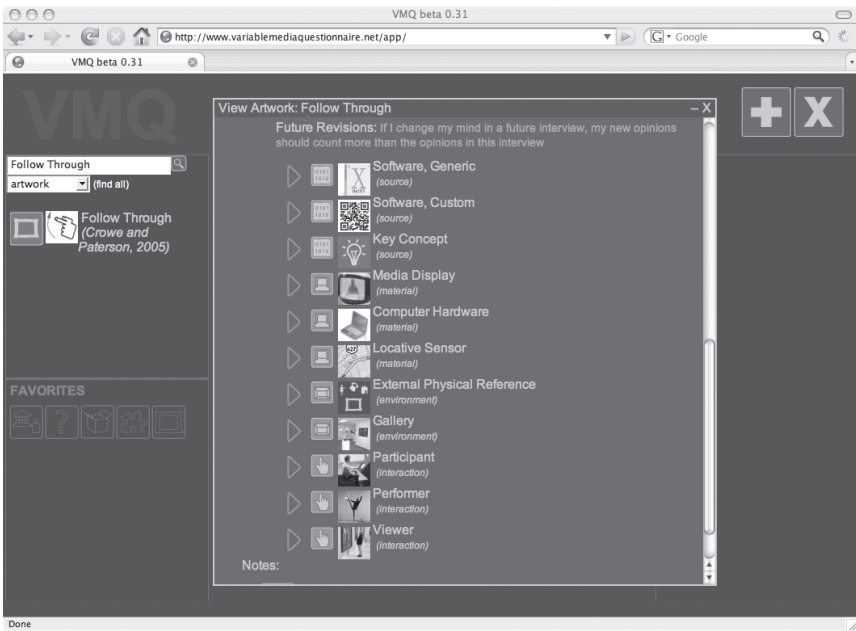 VMQ beta 0.31
http://www.variablemediaquestionnaire.net/app/
G Google
VMQ beta 0.31
VMQ
Follow Through
artwork (find all)
Follow Through
(Crowe and
Paterson, 2005)
FAVORITES
View Artwork: Follow Through – X
Future Revisions: If I change my mind in a future interview, my new opinions
should count more than the opinions in this interview
Software, Generic
(source)
Software, Custom
(source)
Key Concept
(source)
Media Display
(material)
Computer Hardware
(material)
Locative Sensor
(material)
External Physical Reference
(environment)
Gallery
(environment)
Participant
(interaction)
Performer
(interaction)
Viewer
(interaction)
Notes:
Done